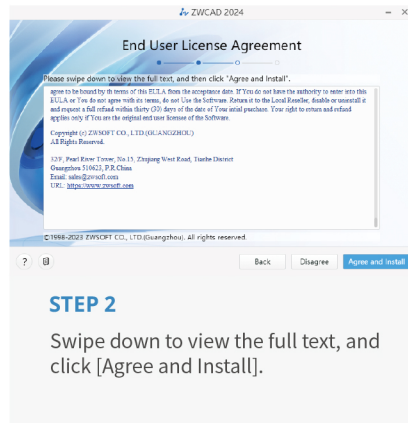 ZWCAD 2024
End User License Agreement
Please swipe down to view the full text, and then click "Agree and Install".
agree to be bound by th terms of this EULA from the acceptance date. If You do not have the authority to enter into this
EULA or You do not agree with its terms, do not Use the Software. Return it to the Local Reseller, disable or uninstall it
and request a full refund within thirty (30) days of the date of Your intial purchase. Your right to return and refund
applies only if You are the original end user licensee of the Software.
Copyright (c) ZWSOFT CO., LTD.(GUANGZHOU)
All Rights Reserved.
32/F, Pearl River Tower, No.15, Zhujiang West Road, Tianhe District
Guangzhou 510623, P.R.China
Email: sales@zwsoft.com
URL: https://www.zwsoft.com
©1998-2023 ZWSOFT CO., LTD.(Guangzhou). All rights reserved.
Back Disagree Agree and Install
STEP 2
Swipe down to view the full text, and
click [Agree and Install].